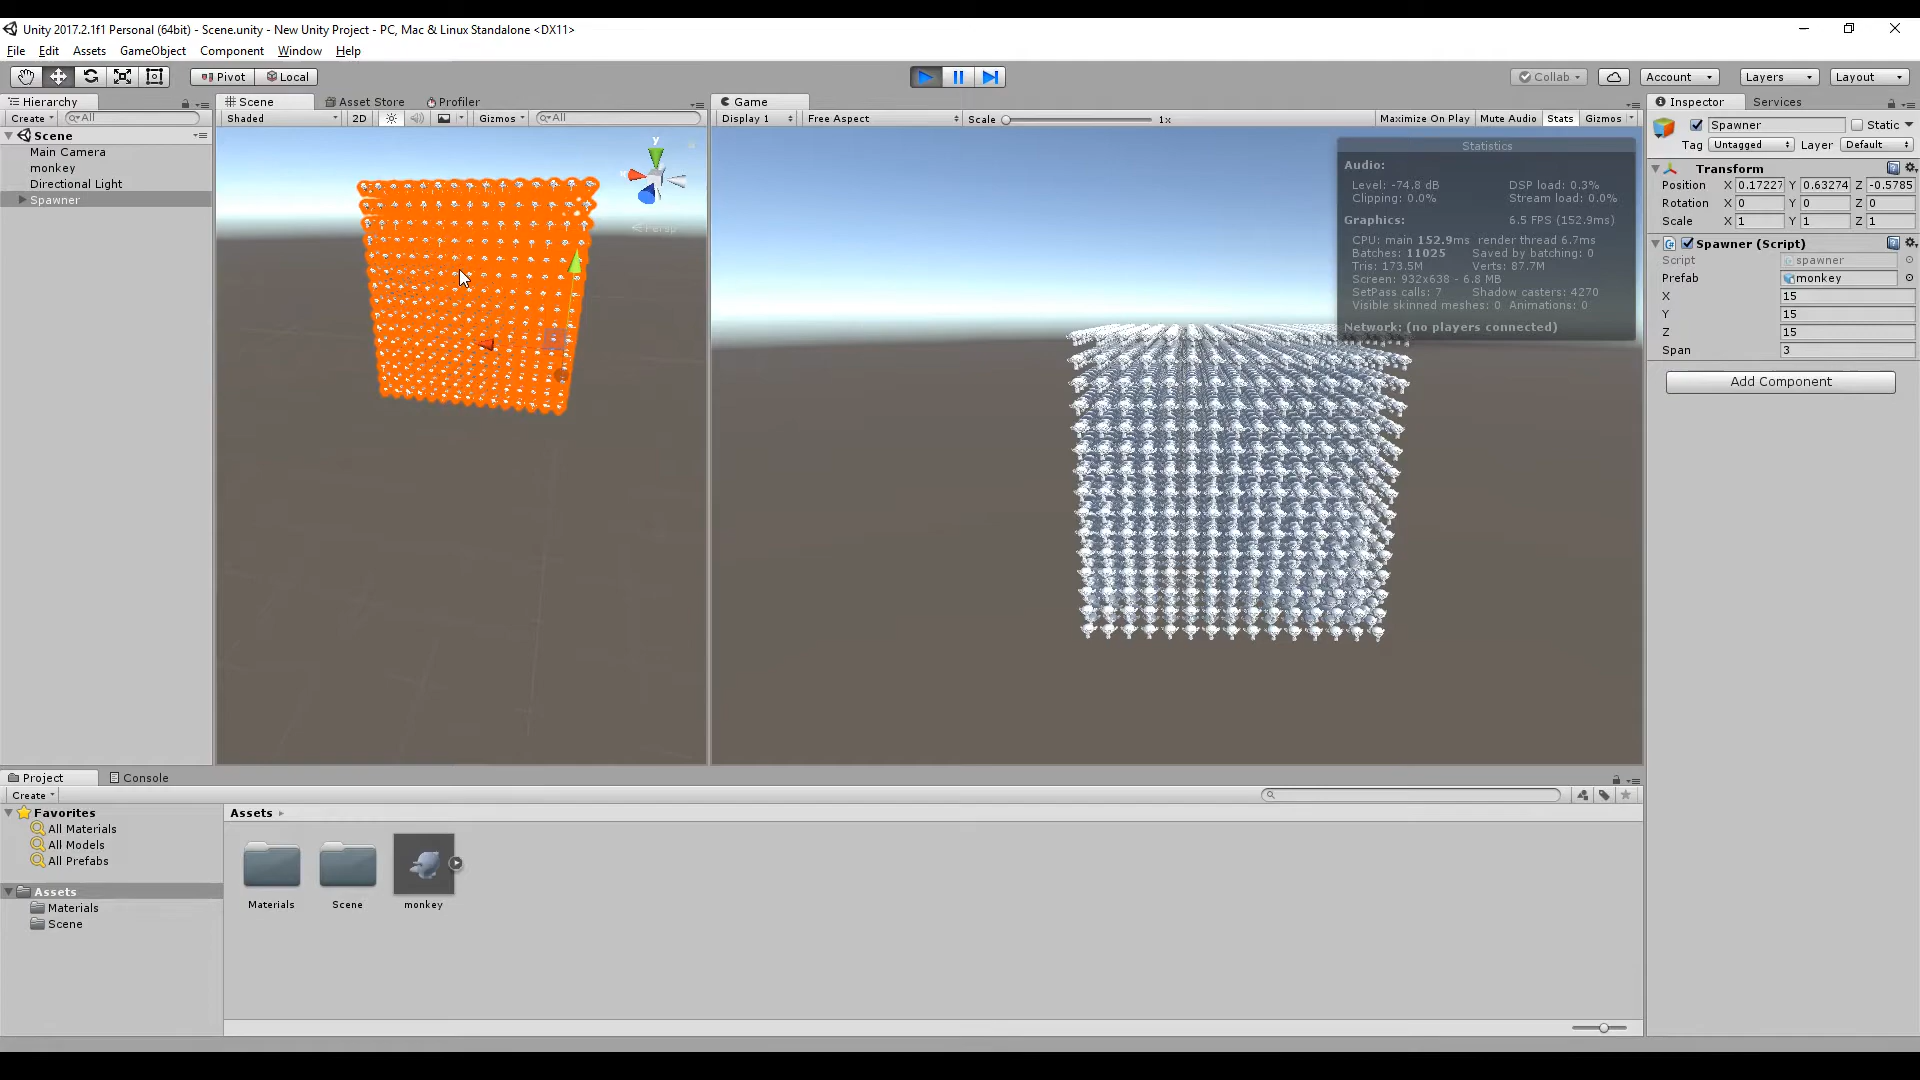 Unity 2017.2.1f1 Personal (64bit) - Scene.unity - New Unity Project - PC, Mac & Linux Standalone <DX11>
File Edit Assets GameObject Component Window Help
Pivot Local Collab Account Layers Layout
Hierarchy
Create All
Scene
Main Camera
monkey
Directional Light
Spawner
Scene Asset Store Profiler
Shaded 2D Gizmos All
y
Persp
Game
Display 1 Free Aspect Scale 1x Maximize On Play Mute Audio Stats Gizmos
Statistics
Audio:
Level: -74.8 dB DSP load: 0.3%
Clipping: 0.0% Stream load: 0.0%
Graphics: 6.5 FPS (152.9ms)
CPU: main 152.9ms render thread 6.7ms
Batches: 11025 Saved by batching: 0
Tris: 173.5M Verts: 87.7M
Screen: 932x638 - 6.8 MB
SetPass calls: 7 Shadow casters: 4270
Visible skinned meshes: 0 Animations: 0
Network: (no players connected)
Inspector Services
Spawner Static
Tag Untagged Layer Default
Transform
Position X 0.17227 Y 0.63274 Z -0.5785
Rotation X 0 Y 0 Z 0
Scale X 1 Y 1 Z 1
Spawner (Script)
Script spawner
Prefab monkey
X 15
Y 15
Z 15
Span 3
Add Component
Project Console
Create
Favorites
All Materials
All Models
All Prefabs
Assets
Materials
Scene
Assets
Materials Scene monkey